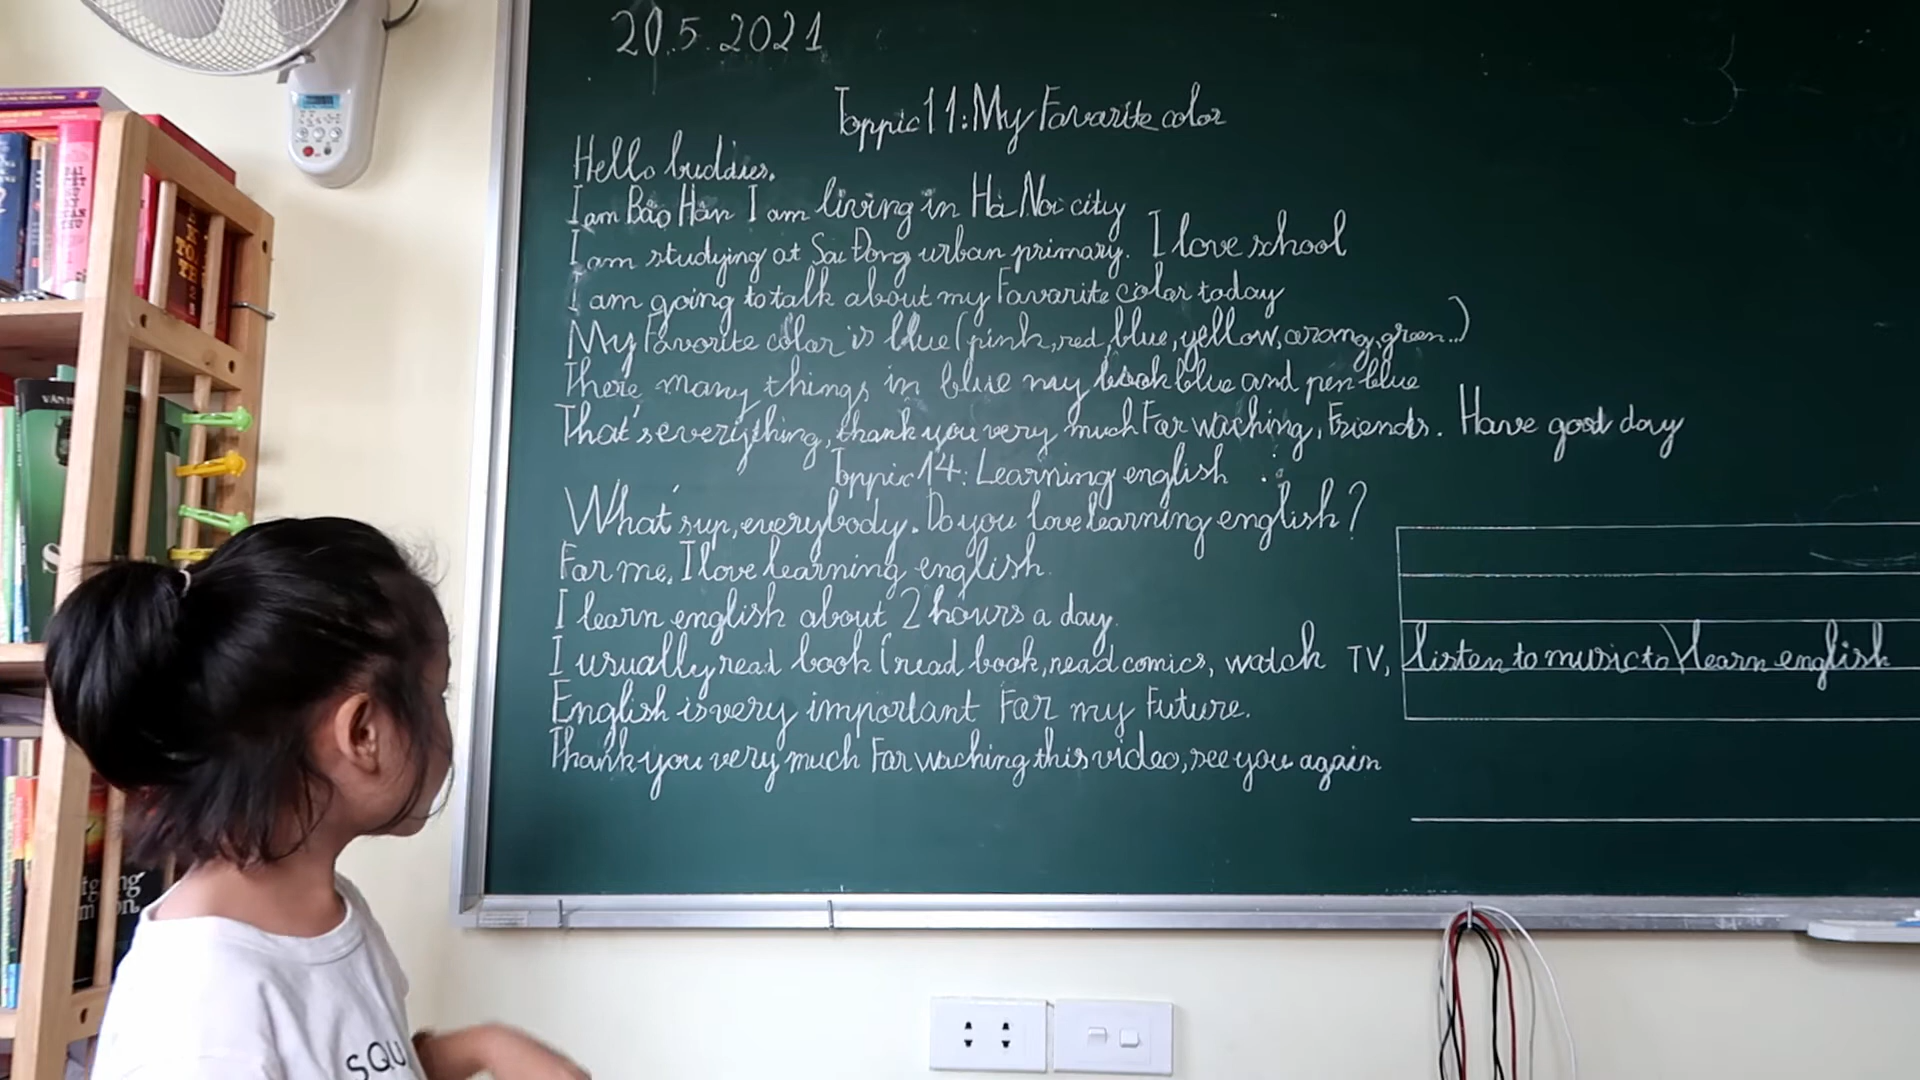 20.5.2021
Toppic 11: My Favarite color
Hello buddies.
I am Bảo Hân I am living in Hà Nội city
I am studying at Sài Đồng urban primary. I love school
I am going to talk about my Favarite color today
My Favorite color is blue (pink, red, blue, yellow, orang, green..)
There many things in blue my book blue and pen blue
That's everything, thank you very much For waching, Friends. Have good day
Toppic 14: Learning english
What's up, everybody. Do you love learning english?
For me, I love learning english.
I learn english about 2 hours a day.
I usually read book (read book, read comics, watch TV, listen to music to) learn english
English is very important For my Future.
Thank you very much For waching this video, see you again
SQU